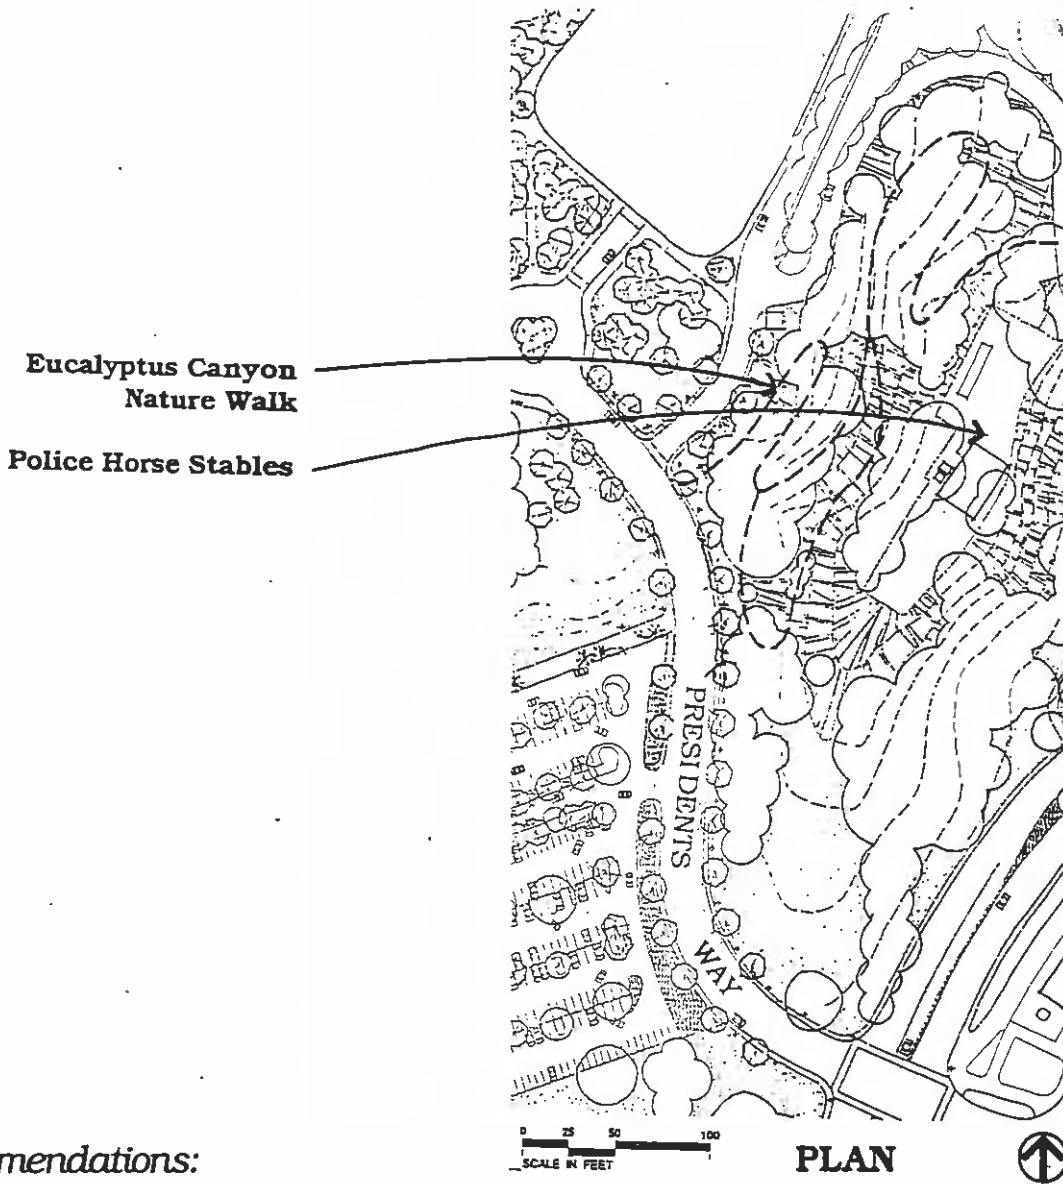 Eucalyptus Canyon
Nature Walk
Police Horse Stables
PRESIDENTS
WAY
0 25 50 100
SCALE IN FEET
PLAN
mendations: